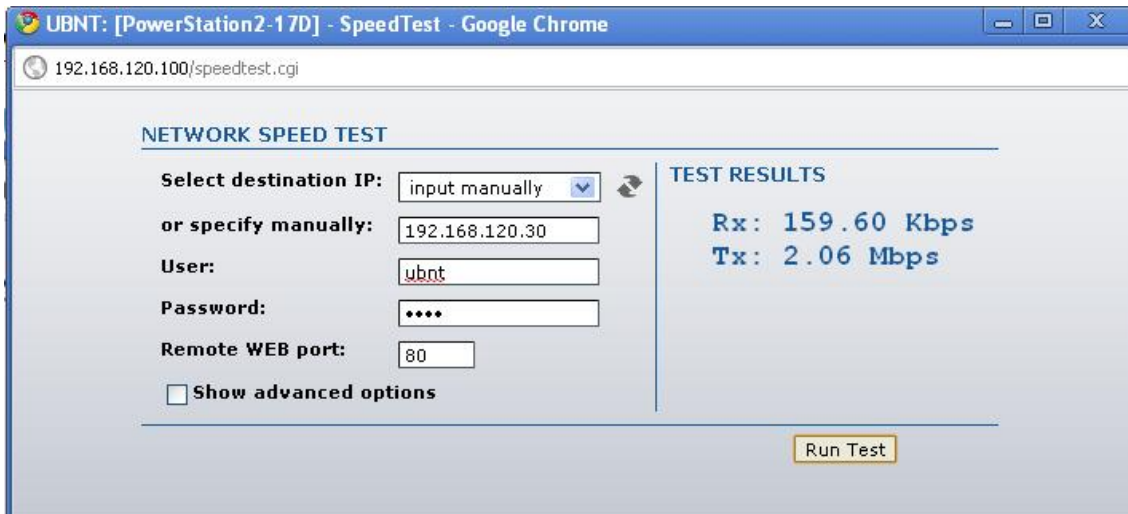 UBNT: [PowerStation2-17D] - SpeedTest - Google Chrome
192.168.120.100/speedtest.cgi
NETWORK SPEED TEST
Select destination IP: input manually
or specify manually: 192.168.120.30
User: ubnt
Password: ••••
Remote WEB port: 80
Show advanced options
TEST RESULTS
Rx: 159.60 Kbps
Tx: 2.06 Mbps
Run Test